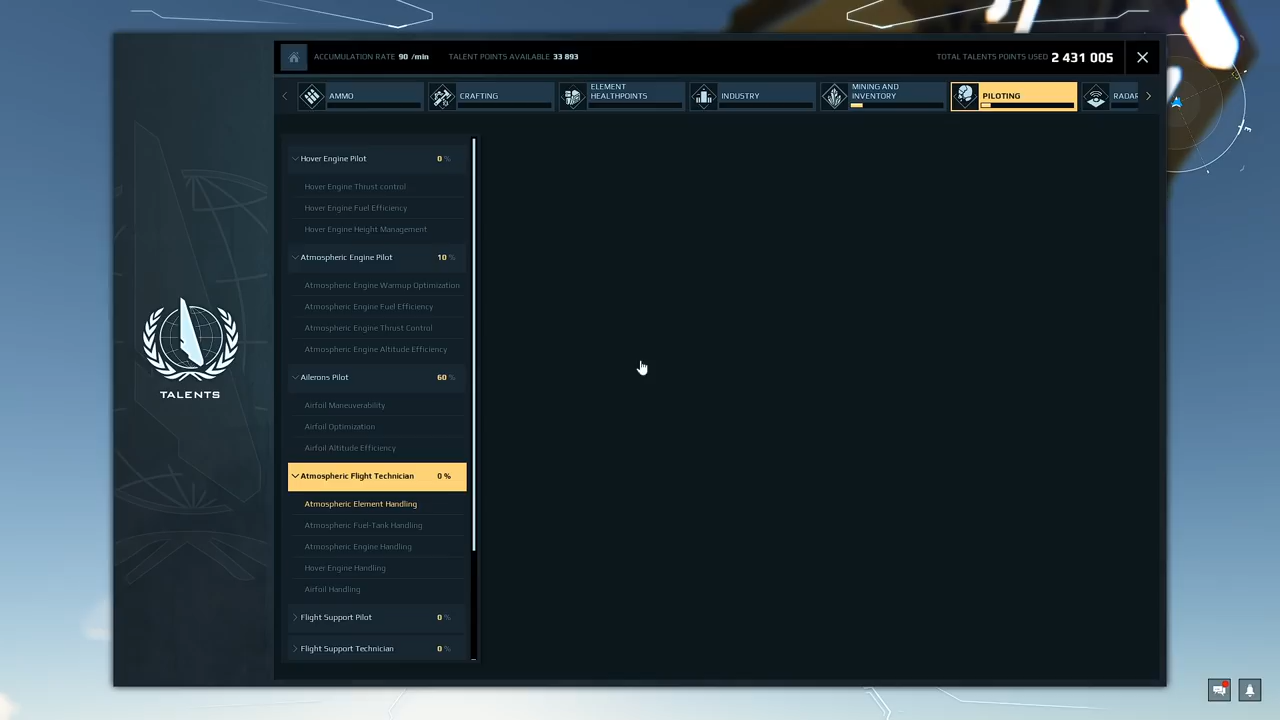 ACCUMULATION RATE 90 /min TALENT POINTS AVAILABLE 33 893 TOTAL TALENTS POINTS USED 2 431 005
AMMO
CRAFTING
ELEMENT
HEALTHPOINTS
INDUSTRY
MINING AND
INVENTORY
PILOTING
RADAR
Hover Engine Pilot 0 %
Hover Engine Thrust control
Hover Engine Fuel Efficiency
Hover Engine Height Management
Atmospheric Engine Pilot 10 %
Atmospheric Engine Warmup Optimization
Atmospheric Engine Fuel Efficiency
Atmospheric Engine Thrust Control
Atmospheric Engine Altitude Efficiency
Ailerons Pilot 60 %
Airfoil Maneuverability
Airfoil Optimization
Airfoil Altitude Efficiency
Atmospheric Flight Technician 0 %
Atmospheric Element Handling
Atmospheric Fuel-Tank Handling
Atmospheric Engine Handling
Hover Engine Handling
Airfoil Handling
Flight Support Pilot 0 %
Flight Support Technician 0 %
TALENTS